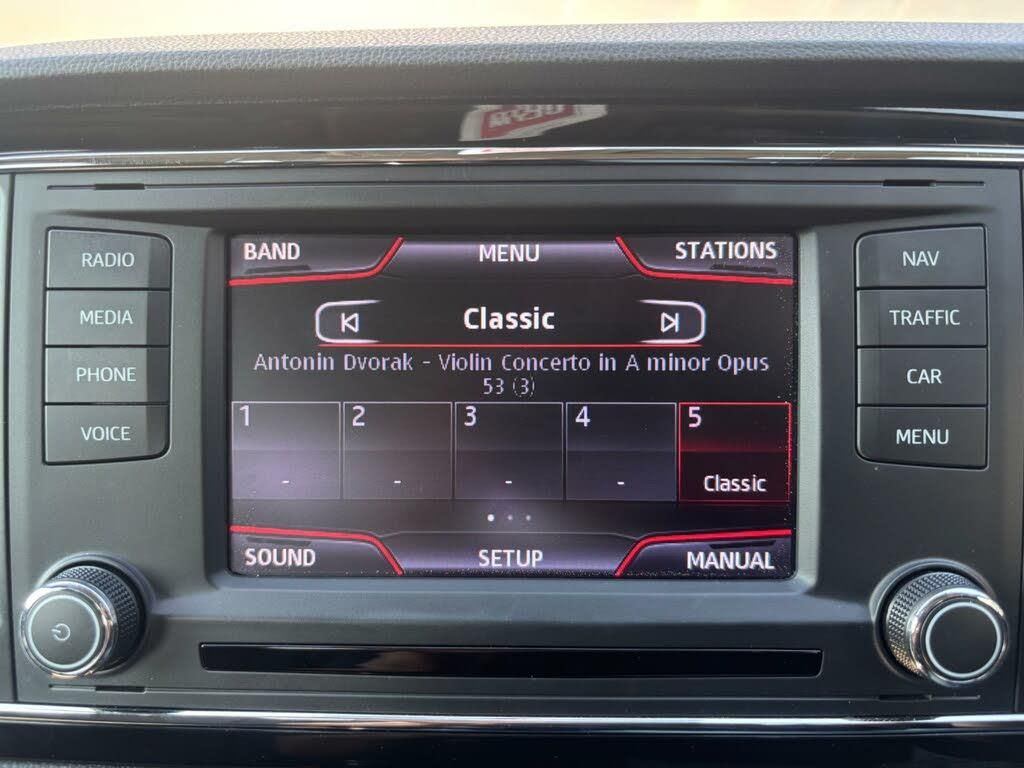 RADIO
MEDIA
PHONE
VOICE
BAND
MENU
STATIONS
Classic
Antonin Dvorak - Violin Concerto in A minor Opus
53 (3)
1
2
3
4
5
-
-
-
-
Classic
SOUND
SETUP
MANUAL
NAV
TRAFFIC
CAR
MENU